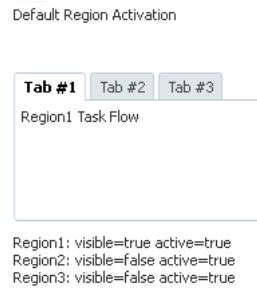 Default Region Activation
Tab #1 Tab #2 Tab #3
Region1 Task Flow
Region1: visible=true active=true
Region2: visible=false active=true
Region3: visible=false active=true